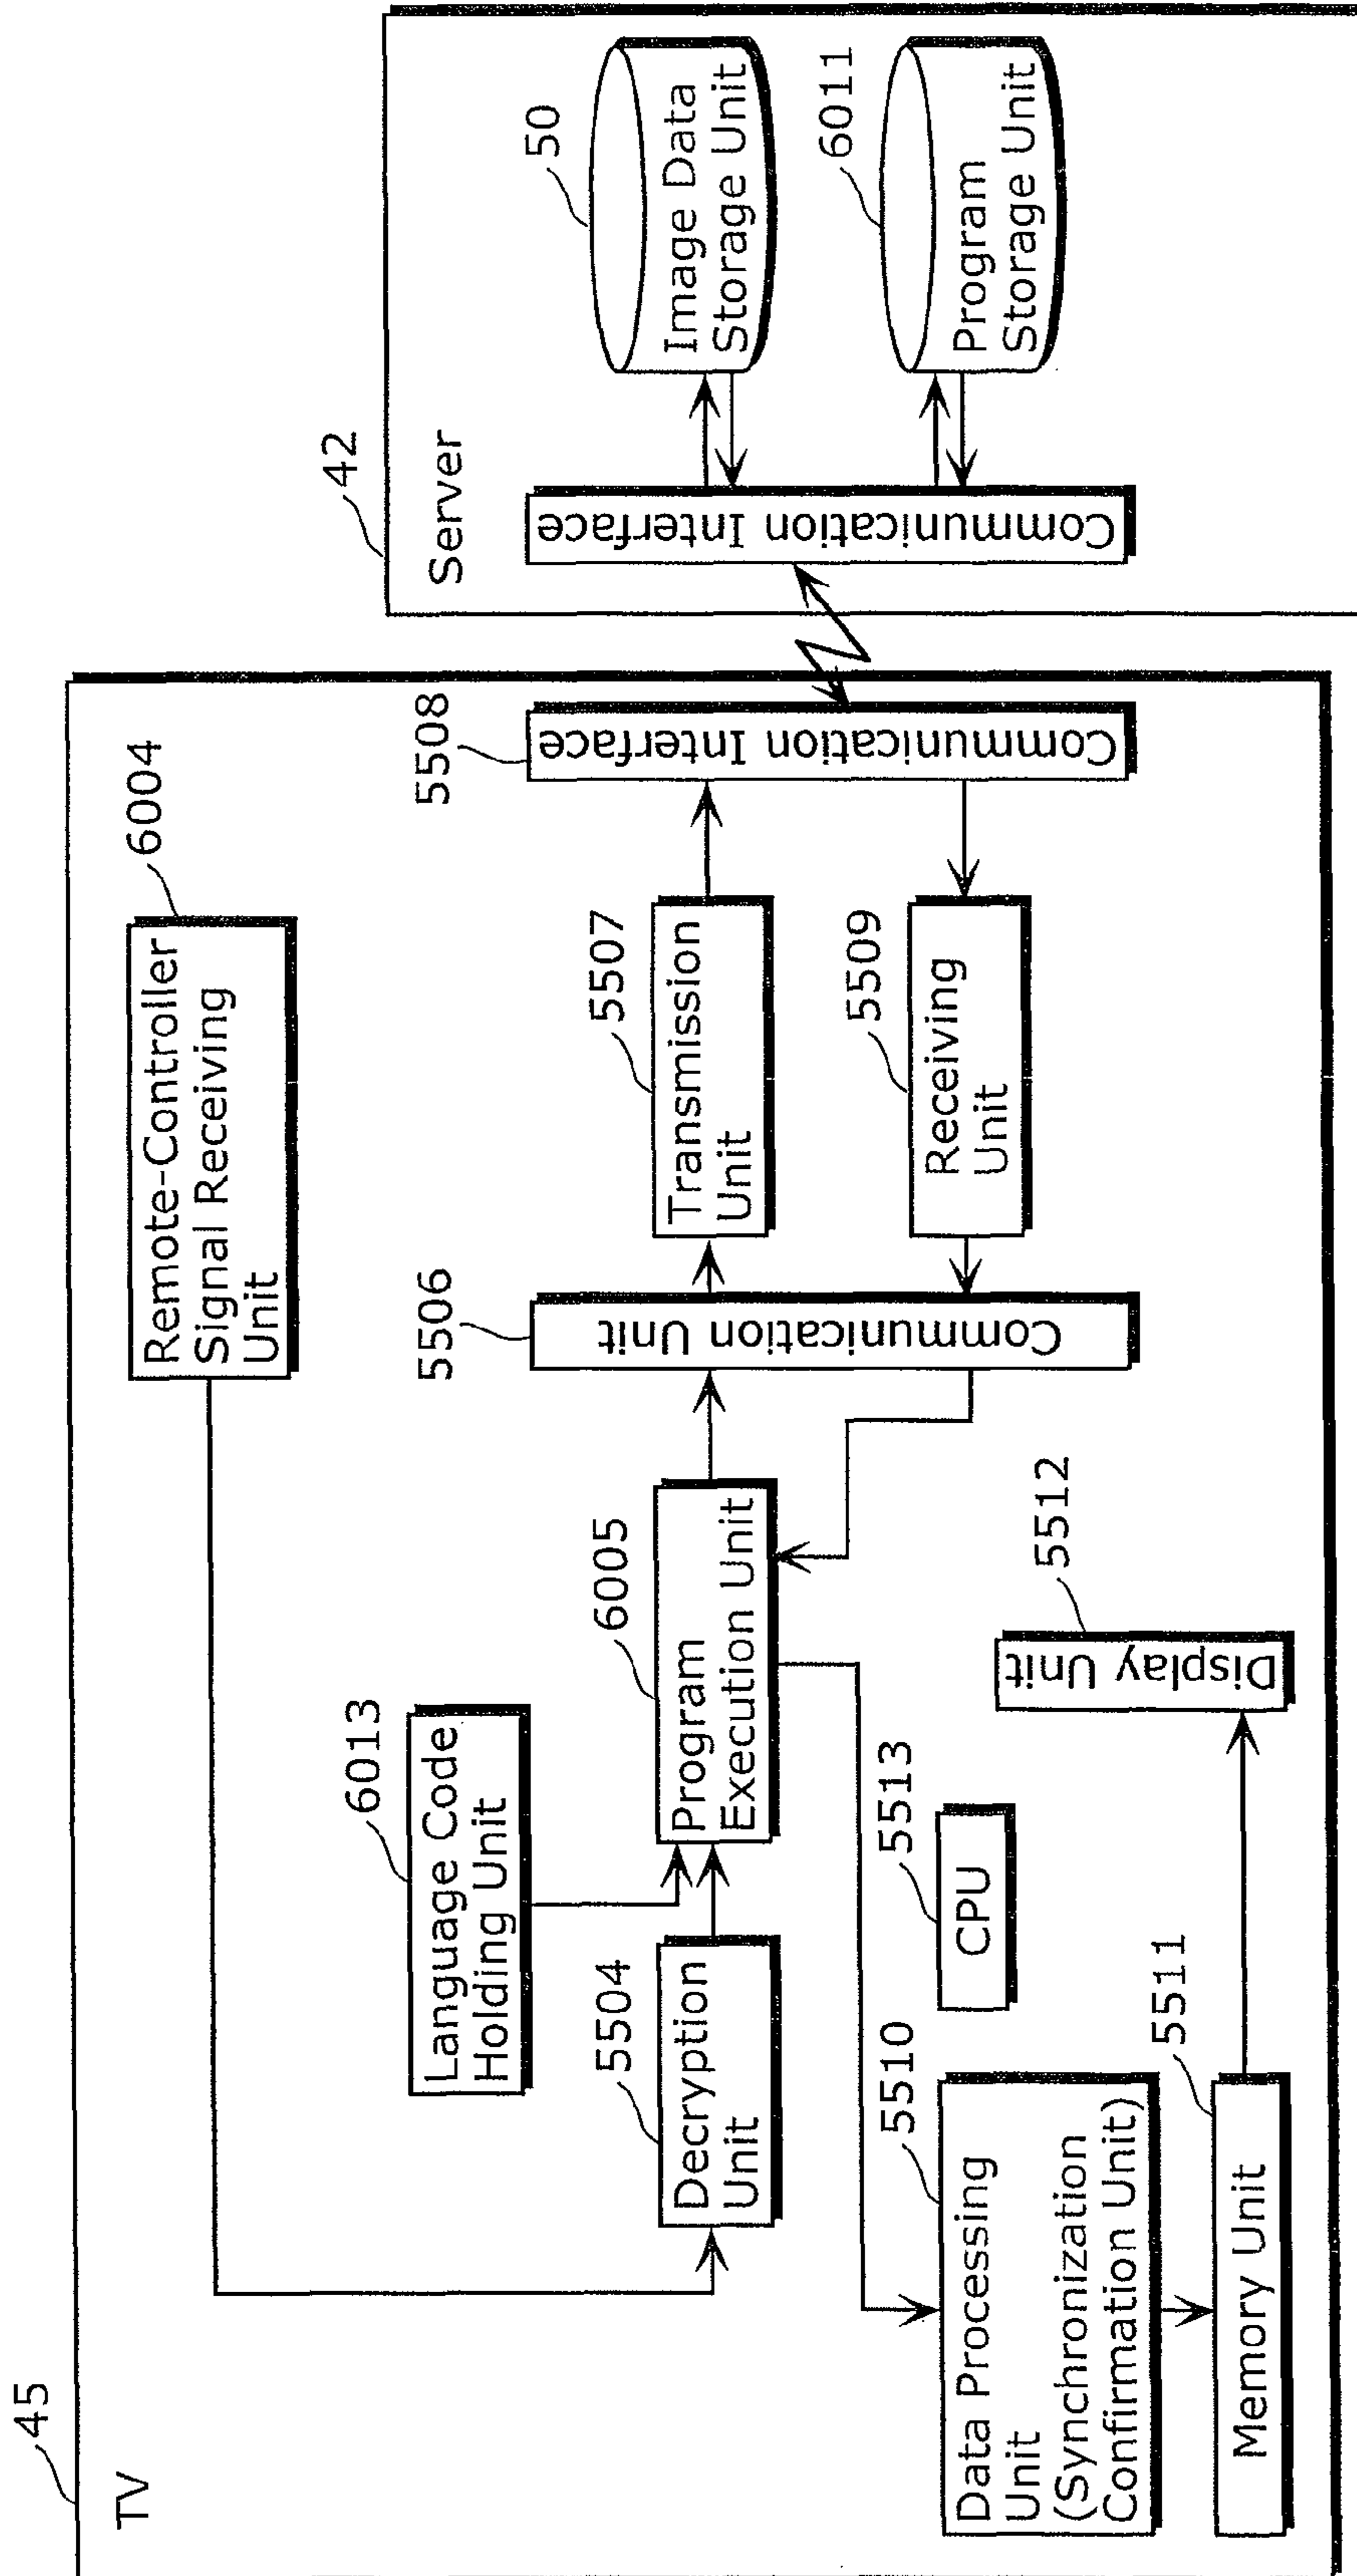 45
TV
Remote-Controller
Signal Receiving
Unit
6004
6013
Language Code
Holding Unit
5504
Decryption
Unit
6005
Program
Execution Unit
5506
Communication Unit
5507
Transmission
Unit
5509
Receiving
Unit
5508
Communication Interface
5510
Data Processing
Unit
(Synchronization
Confirmation Unit)
5513
CPU
5511
Memory Unit
5512
Display Unit
42
Server
Communication Interface
50
Image Data
Storage Unit
6011
Program
Storage Unit